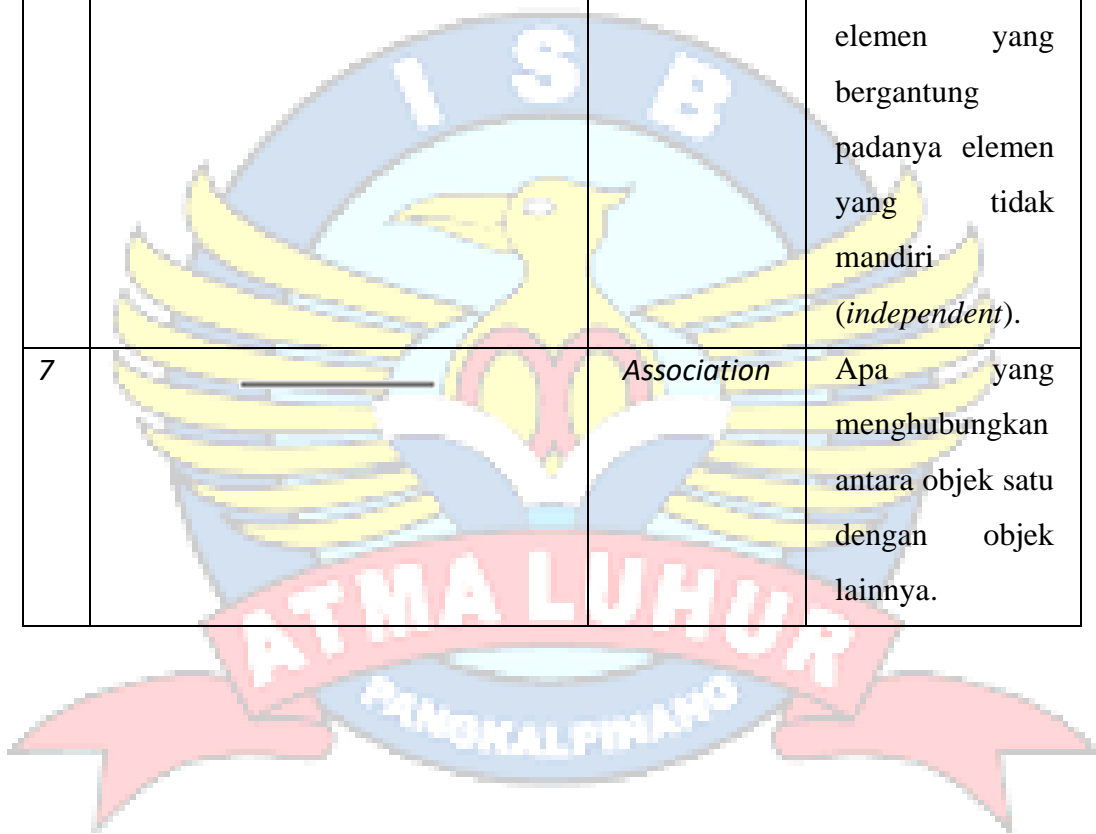 elemen yang
bergantung
padanya elemen
yang tidak
mandiri
(independent).
7 Association Apa yang
menghubungkan
antara objek satu
dengan objek
lainnya.
I S B
ATMA LUHUR
PANGKALPINANG